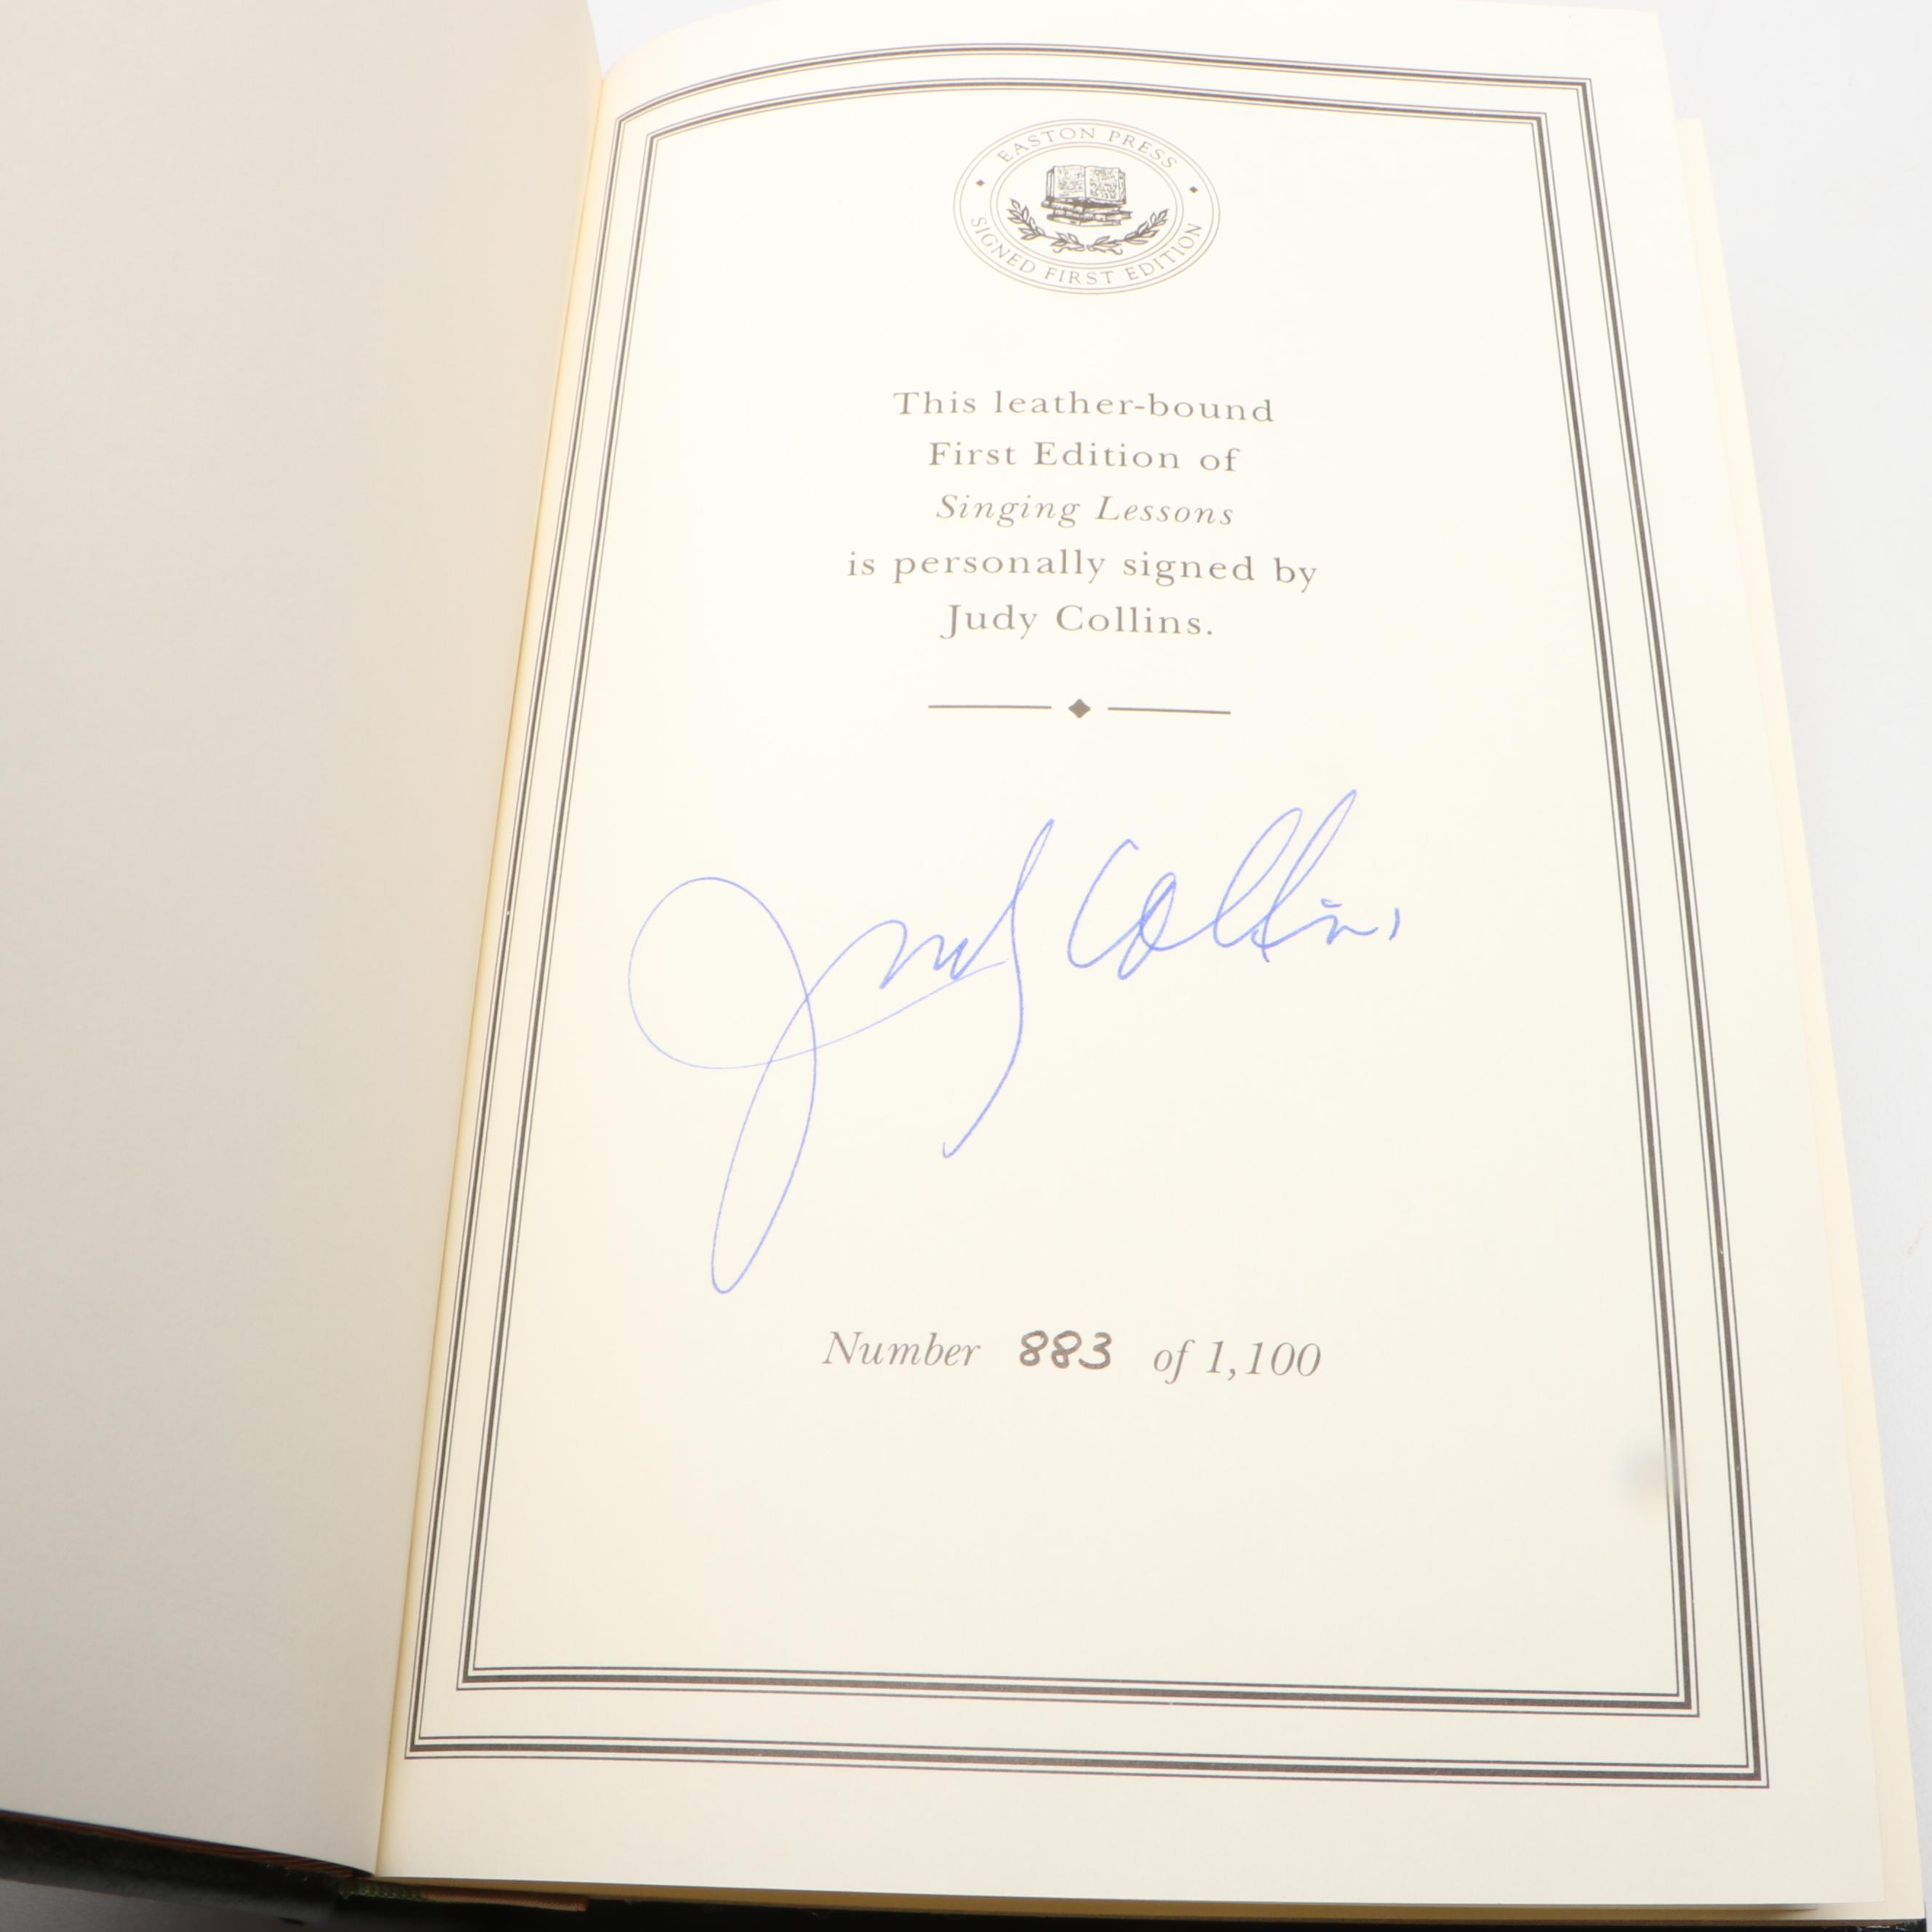 EASTON PRESS
SIGNED FIRST EDITION
This leather-bound
First Edition of
Singing Lessons
is personally signed by
Judy Collins.
Judy Collins
Number 883 of 1,100